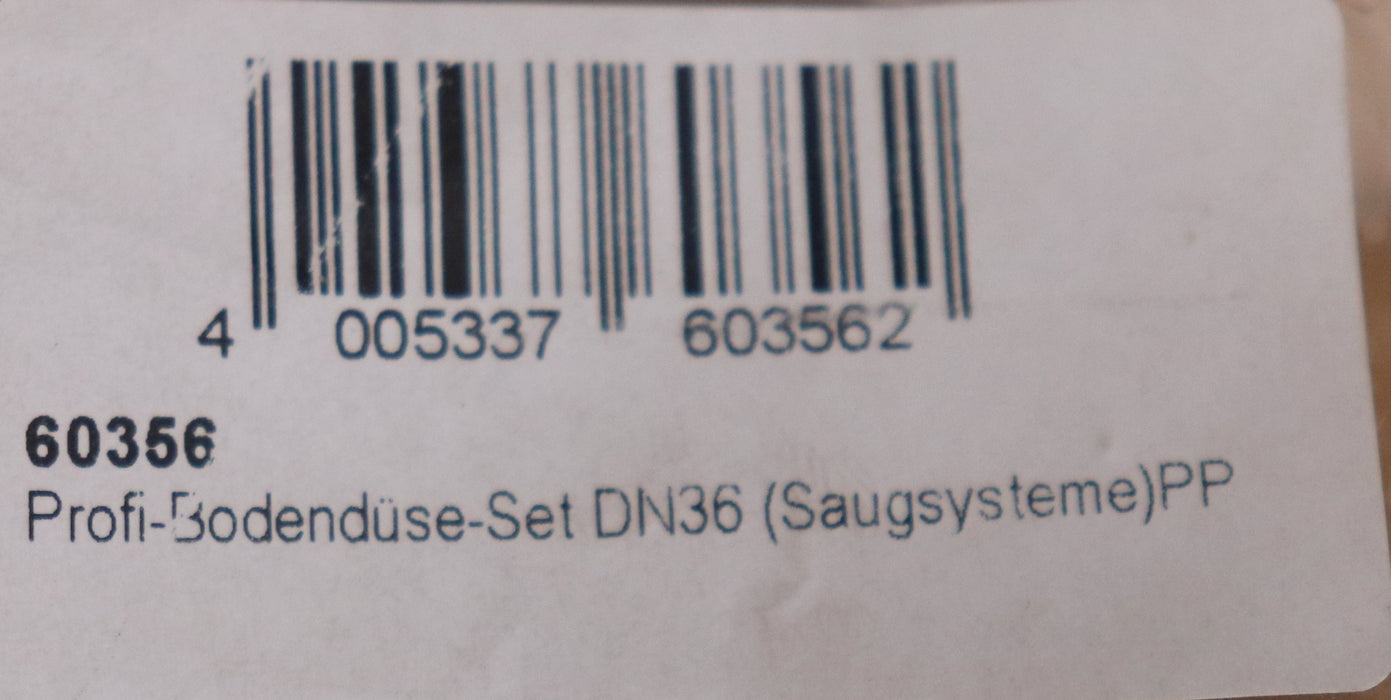 4 005337 603562
60356
Profi-Bodendüse-Set DN36 (Saugsysteme)PP